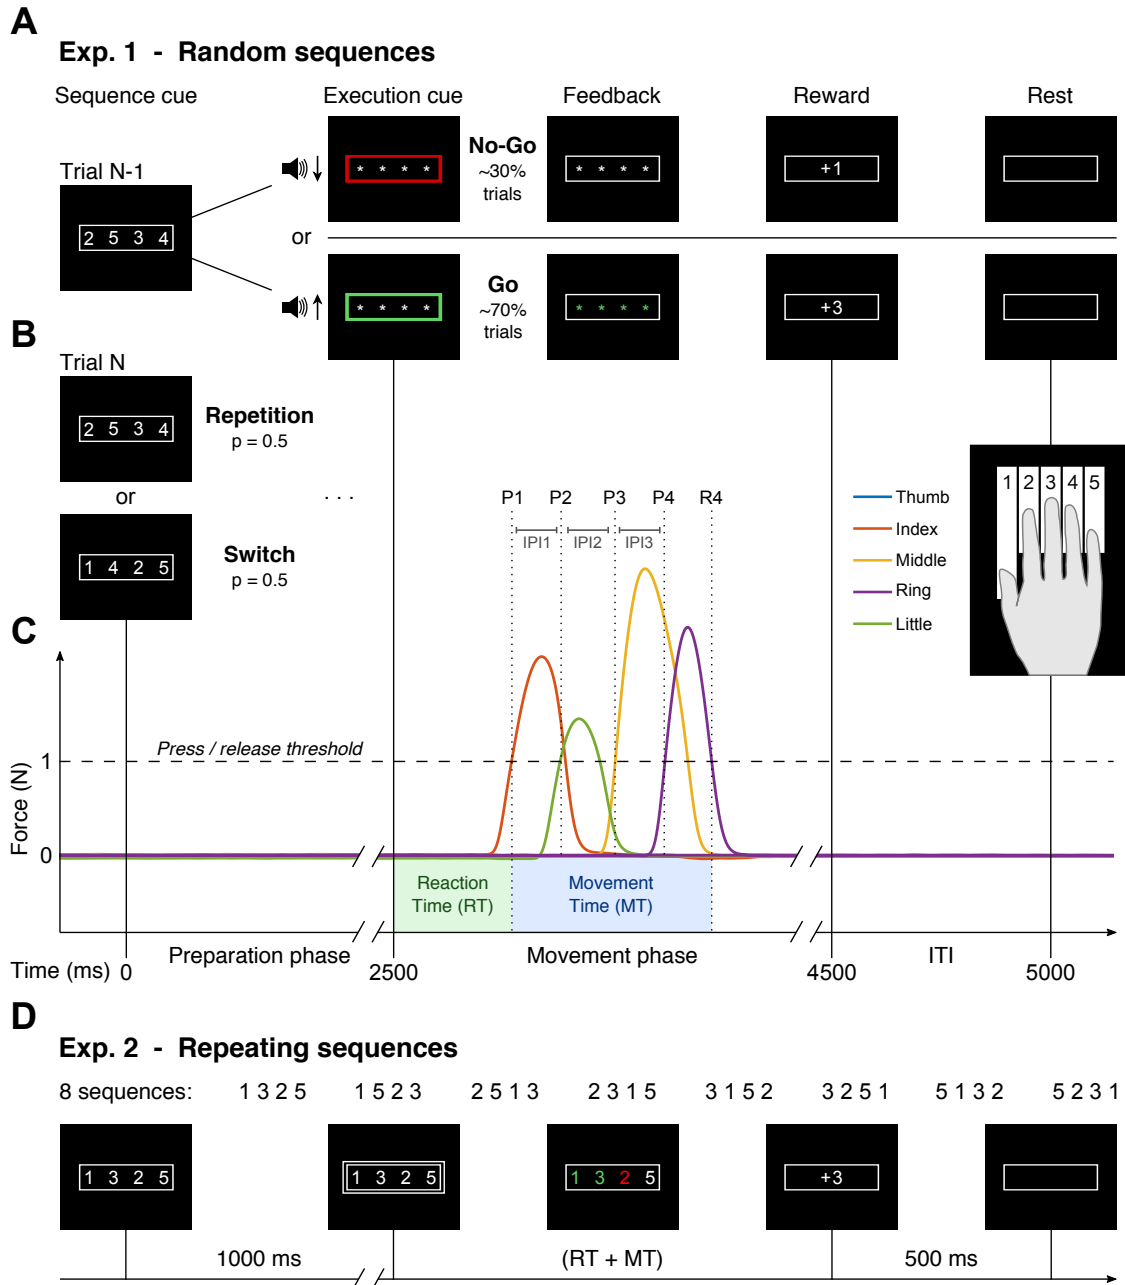 A
Exp. 1 - Random sequences
Sequence cue
Execution cue
Feedback
Reward
Rest
Trial N-1
2 5 3 4
* * * *
No-Go
~30%
trials
* * * *
+1
or
* * * *
Go
~70%
trials
* * * *
+3
B
Trial N
2 5 3 4
Repetition
p = 0.5
or
. . .
1 4 2 5
Switch
p = 0.5
P1 P2 P3 P4 R4
IPI1 IPI2 IPI3
Thumb
Index
Middle
Ring
Little
1 2 3 4 5
C
Force (N)
Press / release threshold
1
0
Reaction
Time (RT)
Movement
Time (MT)
Preparation phase
Movement phase
ITI
Time (ms) 0 2500 4500 5000
D
Exp. 2 - Repeating sequences
8 sequences: 1 3 2 5 1 5 2 3 2 5 1 3 2 3 1 5 3 1 5 2 3 2 5 1 5 1 3 2 5 2 3 1
1 3 2 5
1 3 2 5
1 3 2 5
+3
1000 ms
(RT + MT)
500 ms